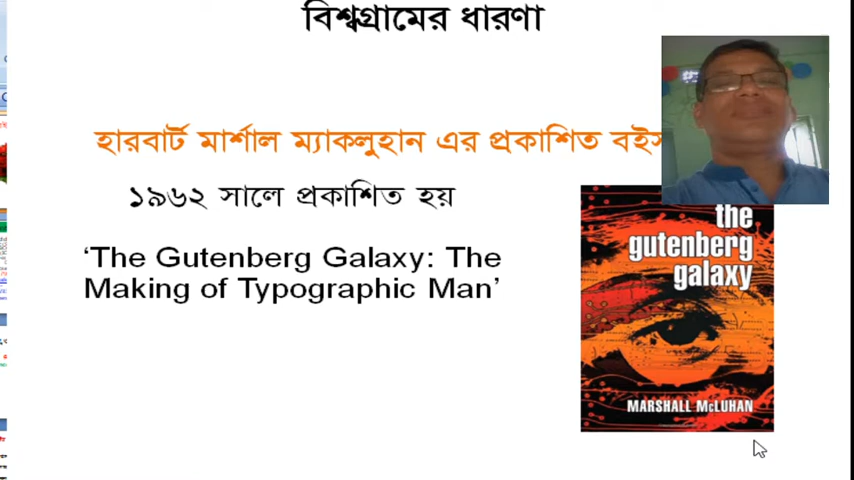 বিশ্বগ্রামের ধারণা
হারবার্ট মার্শাল ম্যাকলুহান এর প্রকাশিত
১৯৬২ সালে প্রকাশিত হয়
‘The Gutenberg Galaxy: The
Making of Typographic Man’
the
gutenberg
galaxy
MARSHALL McLUHAN